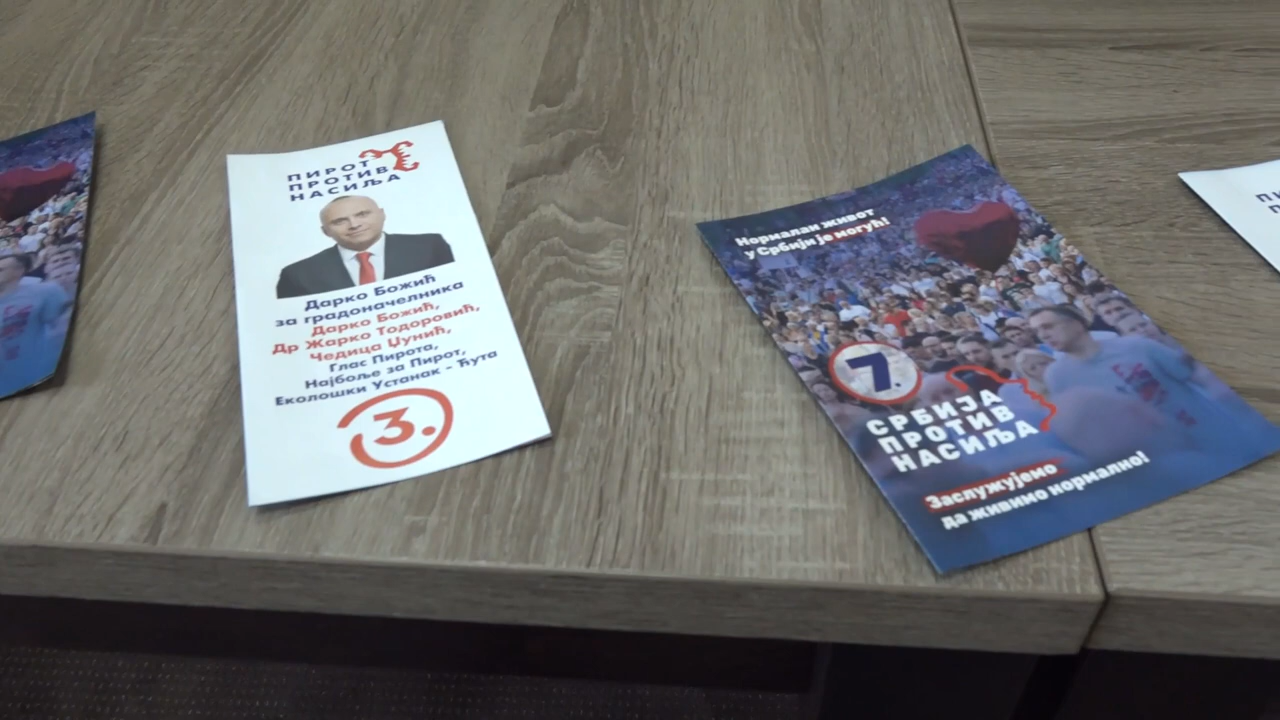 ПИРОТ
ПРОТИВ
НАСИЉА
Дарко Божић
за градоначелника
Дарко Божић,
Др Жарко Тодоровић,
Чедица Џунић,
Глас Пирота,
Најбоље за Пирот,
Еколошки Устанак - Ћута
3.
Нормалан живот
у Србији је могућ!
7.
СРБИЈА
ПРОТИВ
НАСИЉА
Заслужујемо
да живимо нормално!